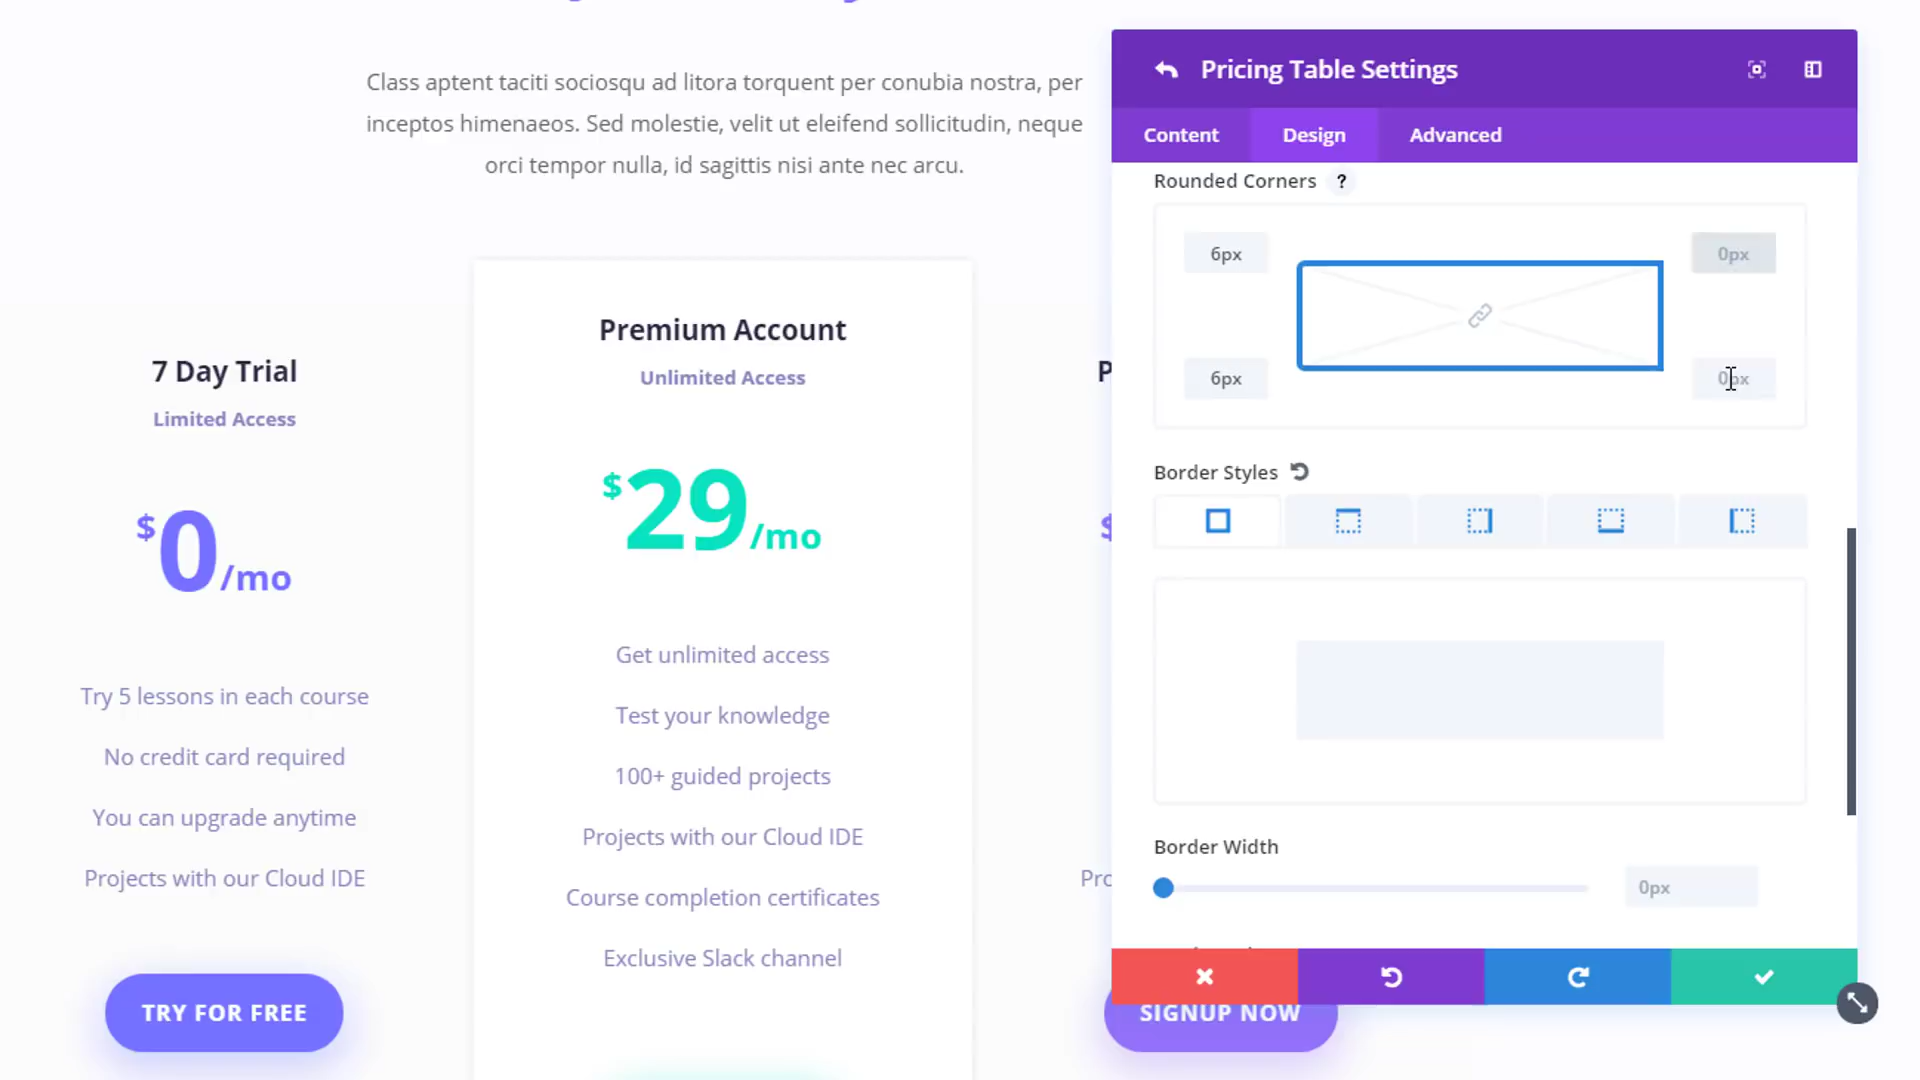 Class aptent taciti sociosqu ad litora torquent per conubia nostra, per
inceptos himenaeos. Sed molestie, velit ut eleifend sollicitudin, neque
orci tempor nulla, id sagittis nisi ante nec arcu.
7 Day Trial
Limited Access
$0/mo
Try 5 lessons in each course
No credit card required
You can upgrade anytime
Projects with our Cloud IDE
TRY FOR FREE
Premium Account
Unlimited Access
$29/mo
Get unlimited access
Test your knowledge
100+ guided projects
Projects with our Cloud IDE
Course completion certificates
Exclusive Slack channel
P
$
Pro
SIGNUP NOW
Pricing Table Settings
Content Design Advanced
Rounded Corners ?
6px 0px
6px 0px
Border Styles
Border Width
0px